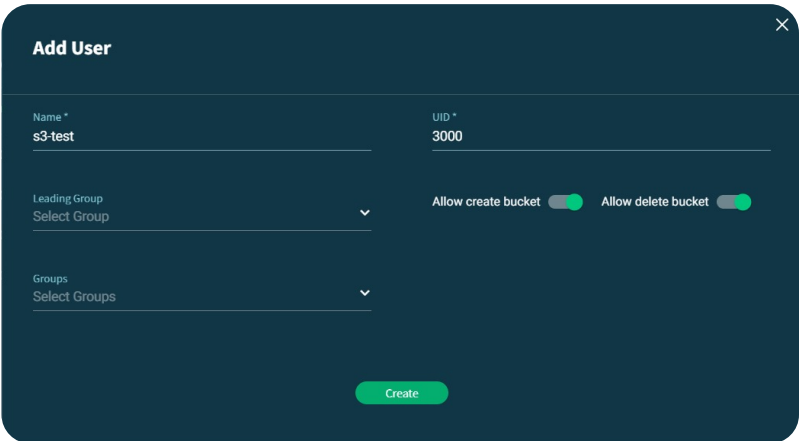 Add User
Name *
s3-test
UID *
3000
Leading Group
Select Group
Allow create bucket
Allow delete bucket
Groups
Select Groups
Create